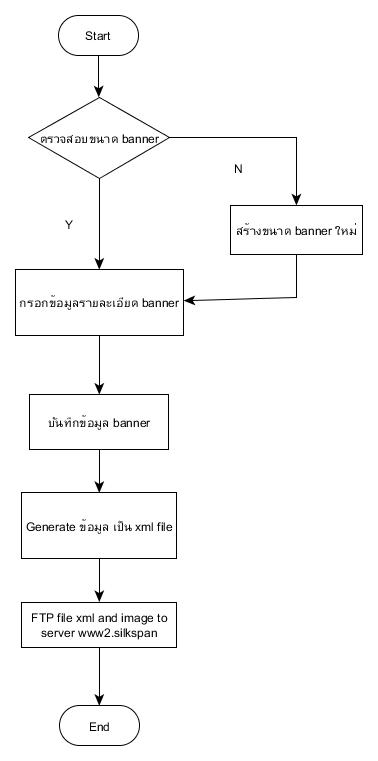 Start
ตรวจสอบขนาด banner
N
Y
สร้างขนาด banner ใหม่
กรอกข้อมูลรายละเอียด banner
บันทึกข้อมูล banner
Generate ข้อมูล เป็น xml file
FTP file xml and image to
server www2.silkspan
End